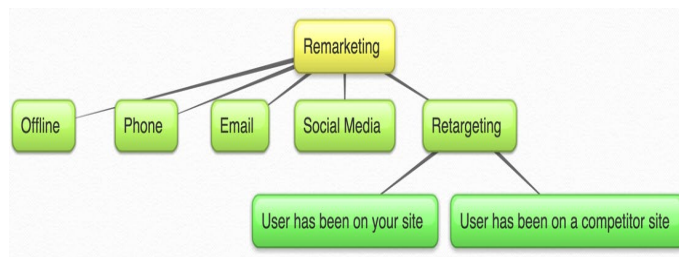 Remarketing
Offline
Phone
Email
Social Media
Retargeting
User has been on your site
User has been on a competitor site